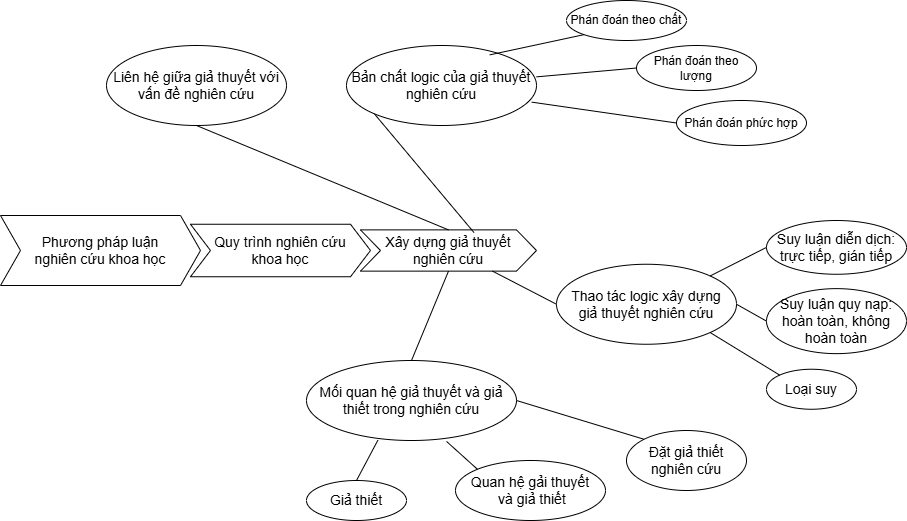 Phán đoán theo chất
Liên hệ giữa giả thuyết với
vấn đề nghiên cứu
Bản chất logic của giả thuyết
nghiên cứu
Phán đoán theo
lượng
Phán đoán phức hợp
Phương pháp luận
nghiên cứu khoa học
Quy trình nghiên cứu
khoa học
Xây dựng giả thuyết
nghiên cứu
Suy luận diễn dịch:
trực tiếp, gián tiếp
Thao tác logic xây dựng
giả thuyết nghiên cứu
Suy luận quy nạp:
hoàn toàn, không
hoàn toàn
Loại suy
Mối quan hệ giả thuyết và giả
thiết trong nghiên cứu
Đặt giả thiết
nghiên cứu
Quan hệ gải thuyết
và giả thiết
Giả thiết